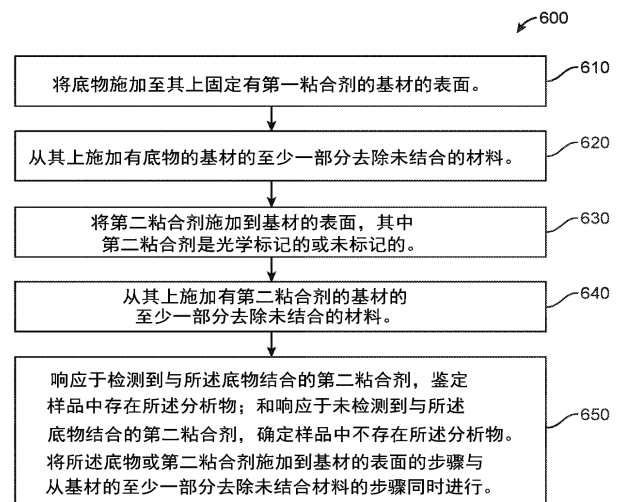 600
将底物施加至其上固定有第一粘合剂的基材的表面。
610
从其上施加有底物的基材的至少一部分去除未结合的材料。
620
将第二粘合剂施加到基材的表面，其中
第二粘合剂是光学标记的或未标记的。
630
从其上施加有第二粘合剂的基材的
至少一部分去除未结合的材料。
640
响应于检测到与所述底物结合的第二粘合剂，鉴定
样品中存在所述分析物；和响应于未检测到与所述
底物结合的第二粘合剂，确定样品中不存在所述分析物。
将所述底物或第二粘合剂施加到基材的表面的步骤与
从基材的至少一部分去除未结合材料的步骤同时进行。
650